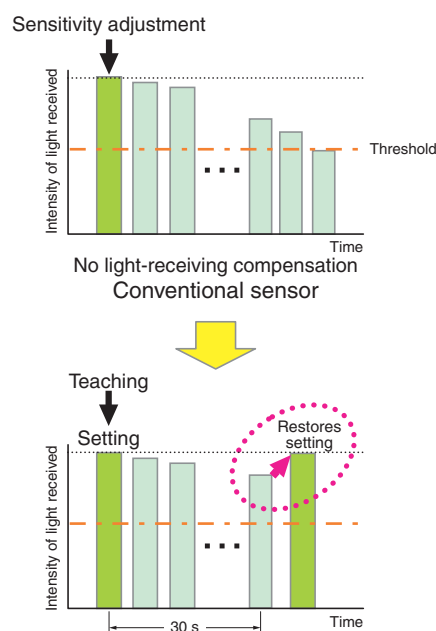 Sensitivity adjustment
Intensity of light received
Threshold
Time
No light-receiving compensation
Conventional sensor
Teaching
Setting
Restores
setting
Intensity of light received
30 s
Time